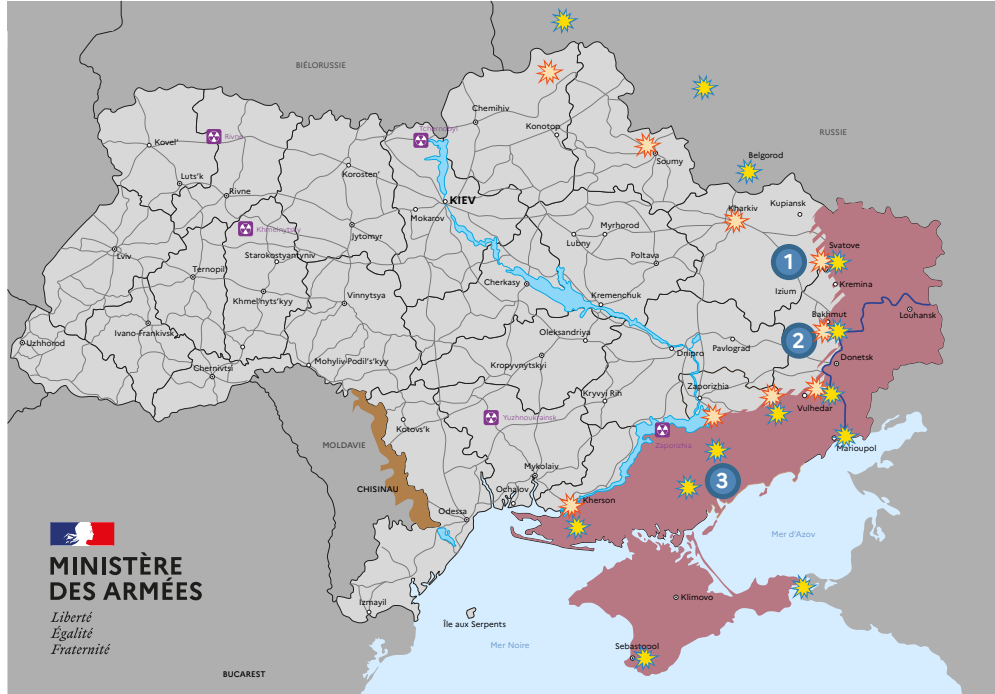 BIÉLORUSSIE
RUSSIE
Chernihiv
Konotop
Tchernobyl
Rivne
Kovel'
Soumy
Belgorod
Korosten'
Luts'k
Rivne
KIEV
Kharkiv
Kupiansk
Mokarov
Khmelnytsky
Jytomyr
Myrhorod
Lubny
Svatove
Lviv
Starokostyantyniv
Poltava
1
Ternopil
Cherkasy
Kremina
Izium
Khmel'nyts'kyy
Vinnytsya
Kremenchuk
Bakhmut
Louhansk
Ivano-Frankivsk
Oleksandriya
2
Uzhhorod
Pavlograd
Dnipro
Donetsk
Mohyliv-Podil's'kyy
Kropyvnytskyi
Chernivtsi
Zaporizhia
Kryvyi Rih
Vulhedar
Yuzhnoukrainsk
Kotovs'k
MOLDAVIE
Zaporizhia
Marioupol
Mykolaiv
3
CHISINAU
Ochalov
Kherson
Odessa
Mer d'Azov
MINISTÈRE
DES ARMÉES
Liberté
Égalité
Fraternité
Izmayil
Klimovo
Île aux Serpents
Mer Noire
Sebastopol
BUCAREST